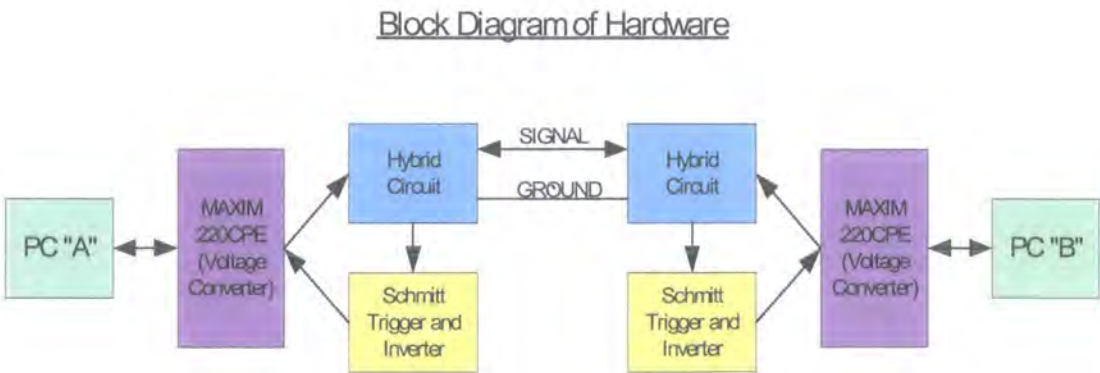 Block Diagram of Hardware
PC "A"
MAXIM
220CPE
(Voltage
Converter)
Hybrid
Circuit
Schmitt
Trigger and
Inverter
SIGNAL
GROUND
Hybrid
Circuit
Schmitt
Trigger and
Inverter
MAXIM
220CPE
(Voltage
Converter)
PC "B"